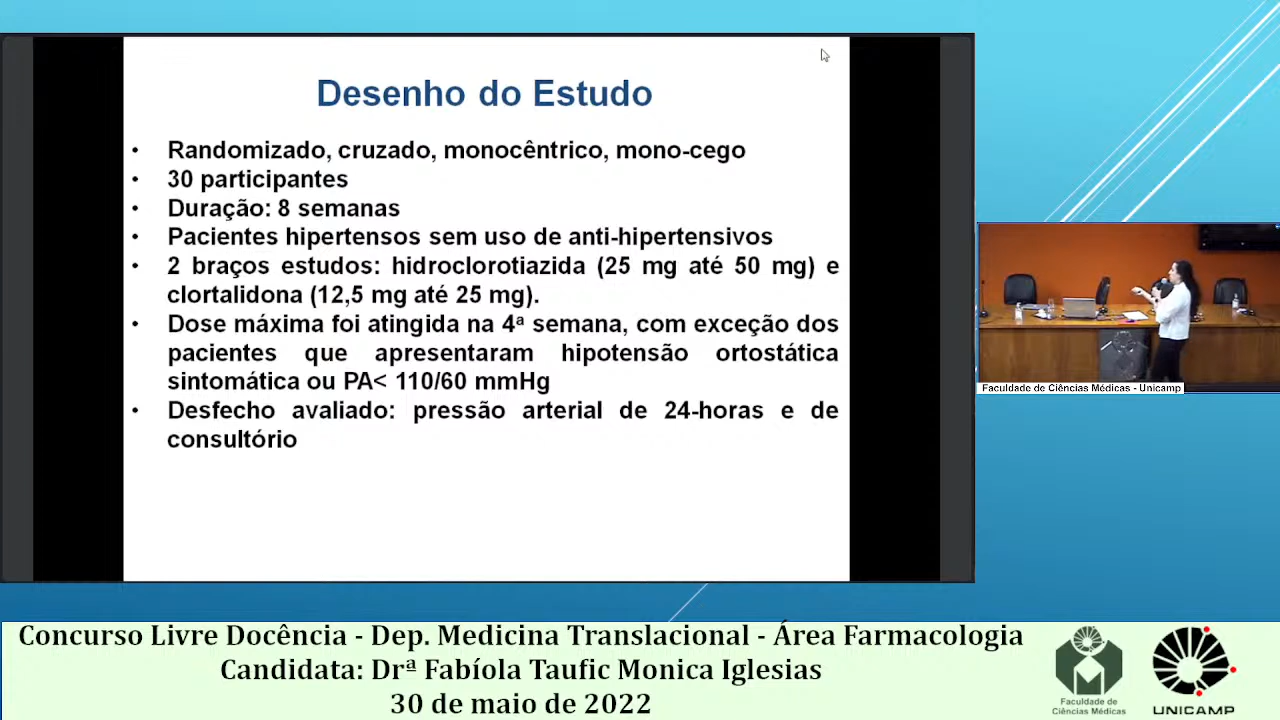 Desenho do Estudo
• Randomizado, cruzado, monocêntrico, mono-cego
• 30 participantes
• Duração: 8 semanas
• Pacientes hipertensos sem uso de anti-hipertensivos
• 2 braços estudos: hidroclorotiazida (25 mg até 50 mg) e
clortalidona (12,5 mg até 25 mg).
• Dose máxima foi atingida na 4ª semana, com exceção dos
pacientes que apresentaram hipotensão ortostática
sintomática ou PA< 110/60 mmHg
• Desfecho avaliado: pressão arterial de 24-horas e de
consultório
Faculdade de Ciências Médicas - Unicamp
Concurso Livre Docência - Dep. Medicina Translacional - Área Farmacologia
Candidata: Drª Fabíola Taufic Monica Iglesias
30 de maio de 2022
Faculdade de
Ciências Médicas
UNICAMP